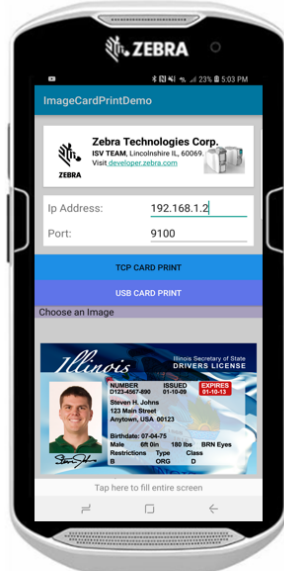 ZEBRA
23% 5:03 PM
ImageCardPrintDemo
Zebra Technologies Corp.
ISV TEAM, Lincolnshire IL, 60069.
Visit developer.zebra.com
ZEBRA
Ip Address: 192.168.1.2
Port: 9100
TCP CARD PRINT
USB CARD PRINT
Choose an Image
Illinois
Illinois Secretary of State
DRIVERS LICENSE
NUMBER ISSUED EXPIRES
D123-4567-890 01-10-09 01-10-13
Steven H. Johns
123 Main Street
Anytown, USA 00123
Birthdate: 07-04-75
Male 6ft 0in 180 lbs BRN Eyes
Restrictions Type Class
B ORG D
Tap here to fill entire screen